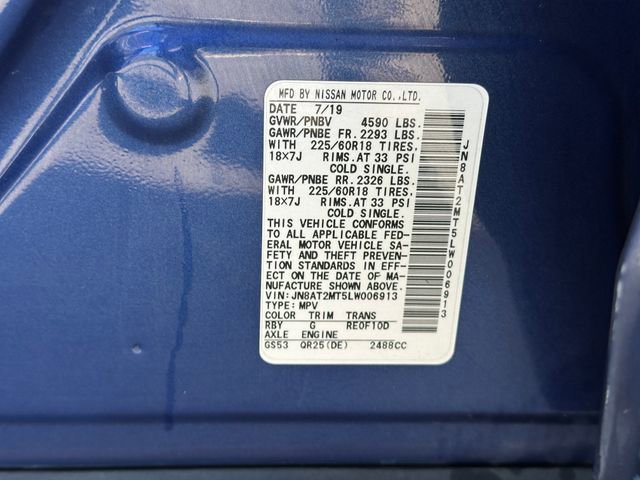 MFD BY NISSAN MOTOR CO.,LTD.
DATE 7/19
GVWR/PNBV 4590 LBS.
GAWR/PNBE FR. 2293 LBS.
WITH 225/60R18 TIRES,
18×7J RIMS.AT 33 PSI
COLD SINGLE.
GAWR/PNBE RR. 2326 LBS.
WITH 225/60R18 TIRES,
18×7J RIMS.AT 33 PSI
COLD SINGLE.
THIS VEHICLE CONFORMS
TO ALL APPLICABLE FED-
ERAL MOTOR VEHICLE SA-
FETY AND THEFT PREVEN-
TION STANDARDS IN EFF-
ECT ON THE DATE OF MA-
NUFACTURE SHOWN ABOVE.
VIN:JN8AT2MT5LW006913
TYPE:MPV
COLOR TRIM TRANS
RBY G RE0F10D
AXLE ENGINE
GS53 QR25(DE) 2488CC
JN8AT2MT5LW006913